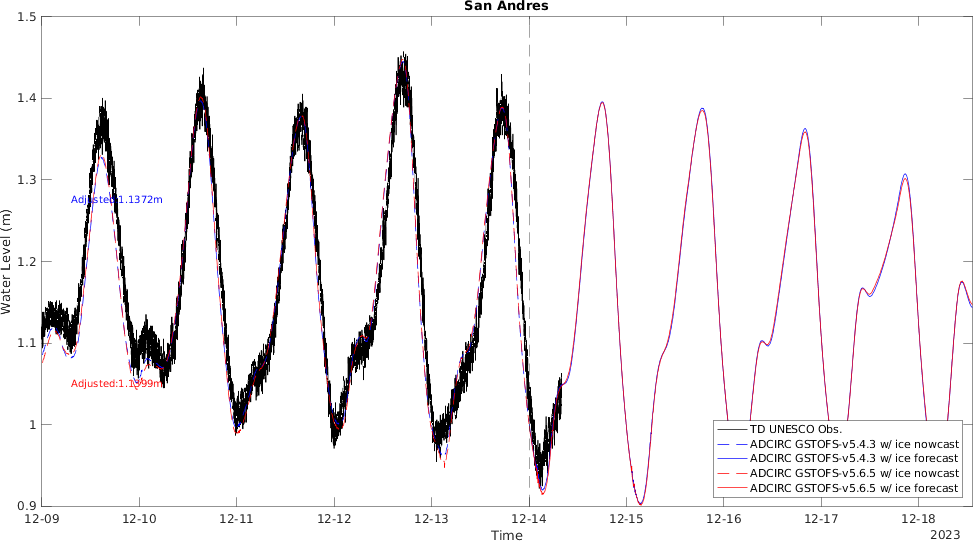 San Andres
1.5
1.4
1.3
Adjusted:1.1372m
1.2
Water Level (m)
1.1
Adjusted:1.1399m
1
TD UNESCO Obs.
ADCIRC GSTOFS-v5.4.3 w/ ice nowcast
ADCIRC GSTOFS-v5.4.3 w/ ice forecast
ADCIRC GSTOFS-v5.6.5 w/ ice nowcast
ADCIRC GSTOFS-v5.6.5 w/ ice forecast
0.9
12-09 12-10 12-11 12-12 12-13 12-14 12-15 12-16 12-17 12-18
Time
2023